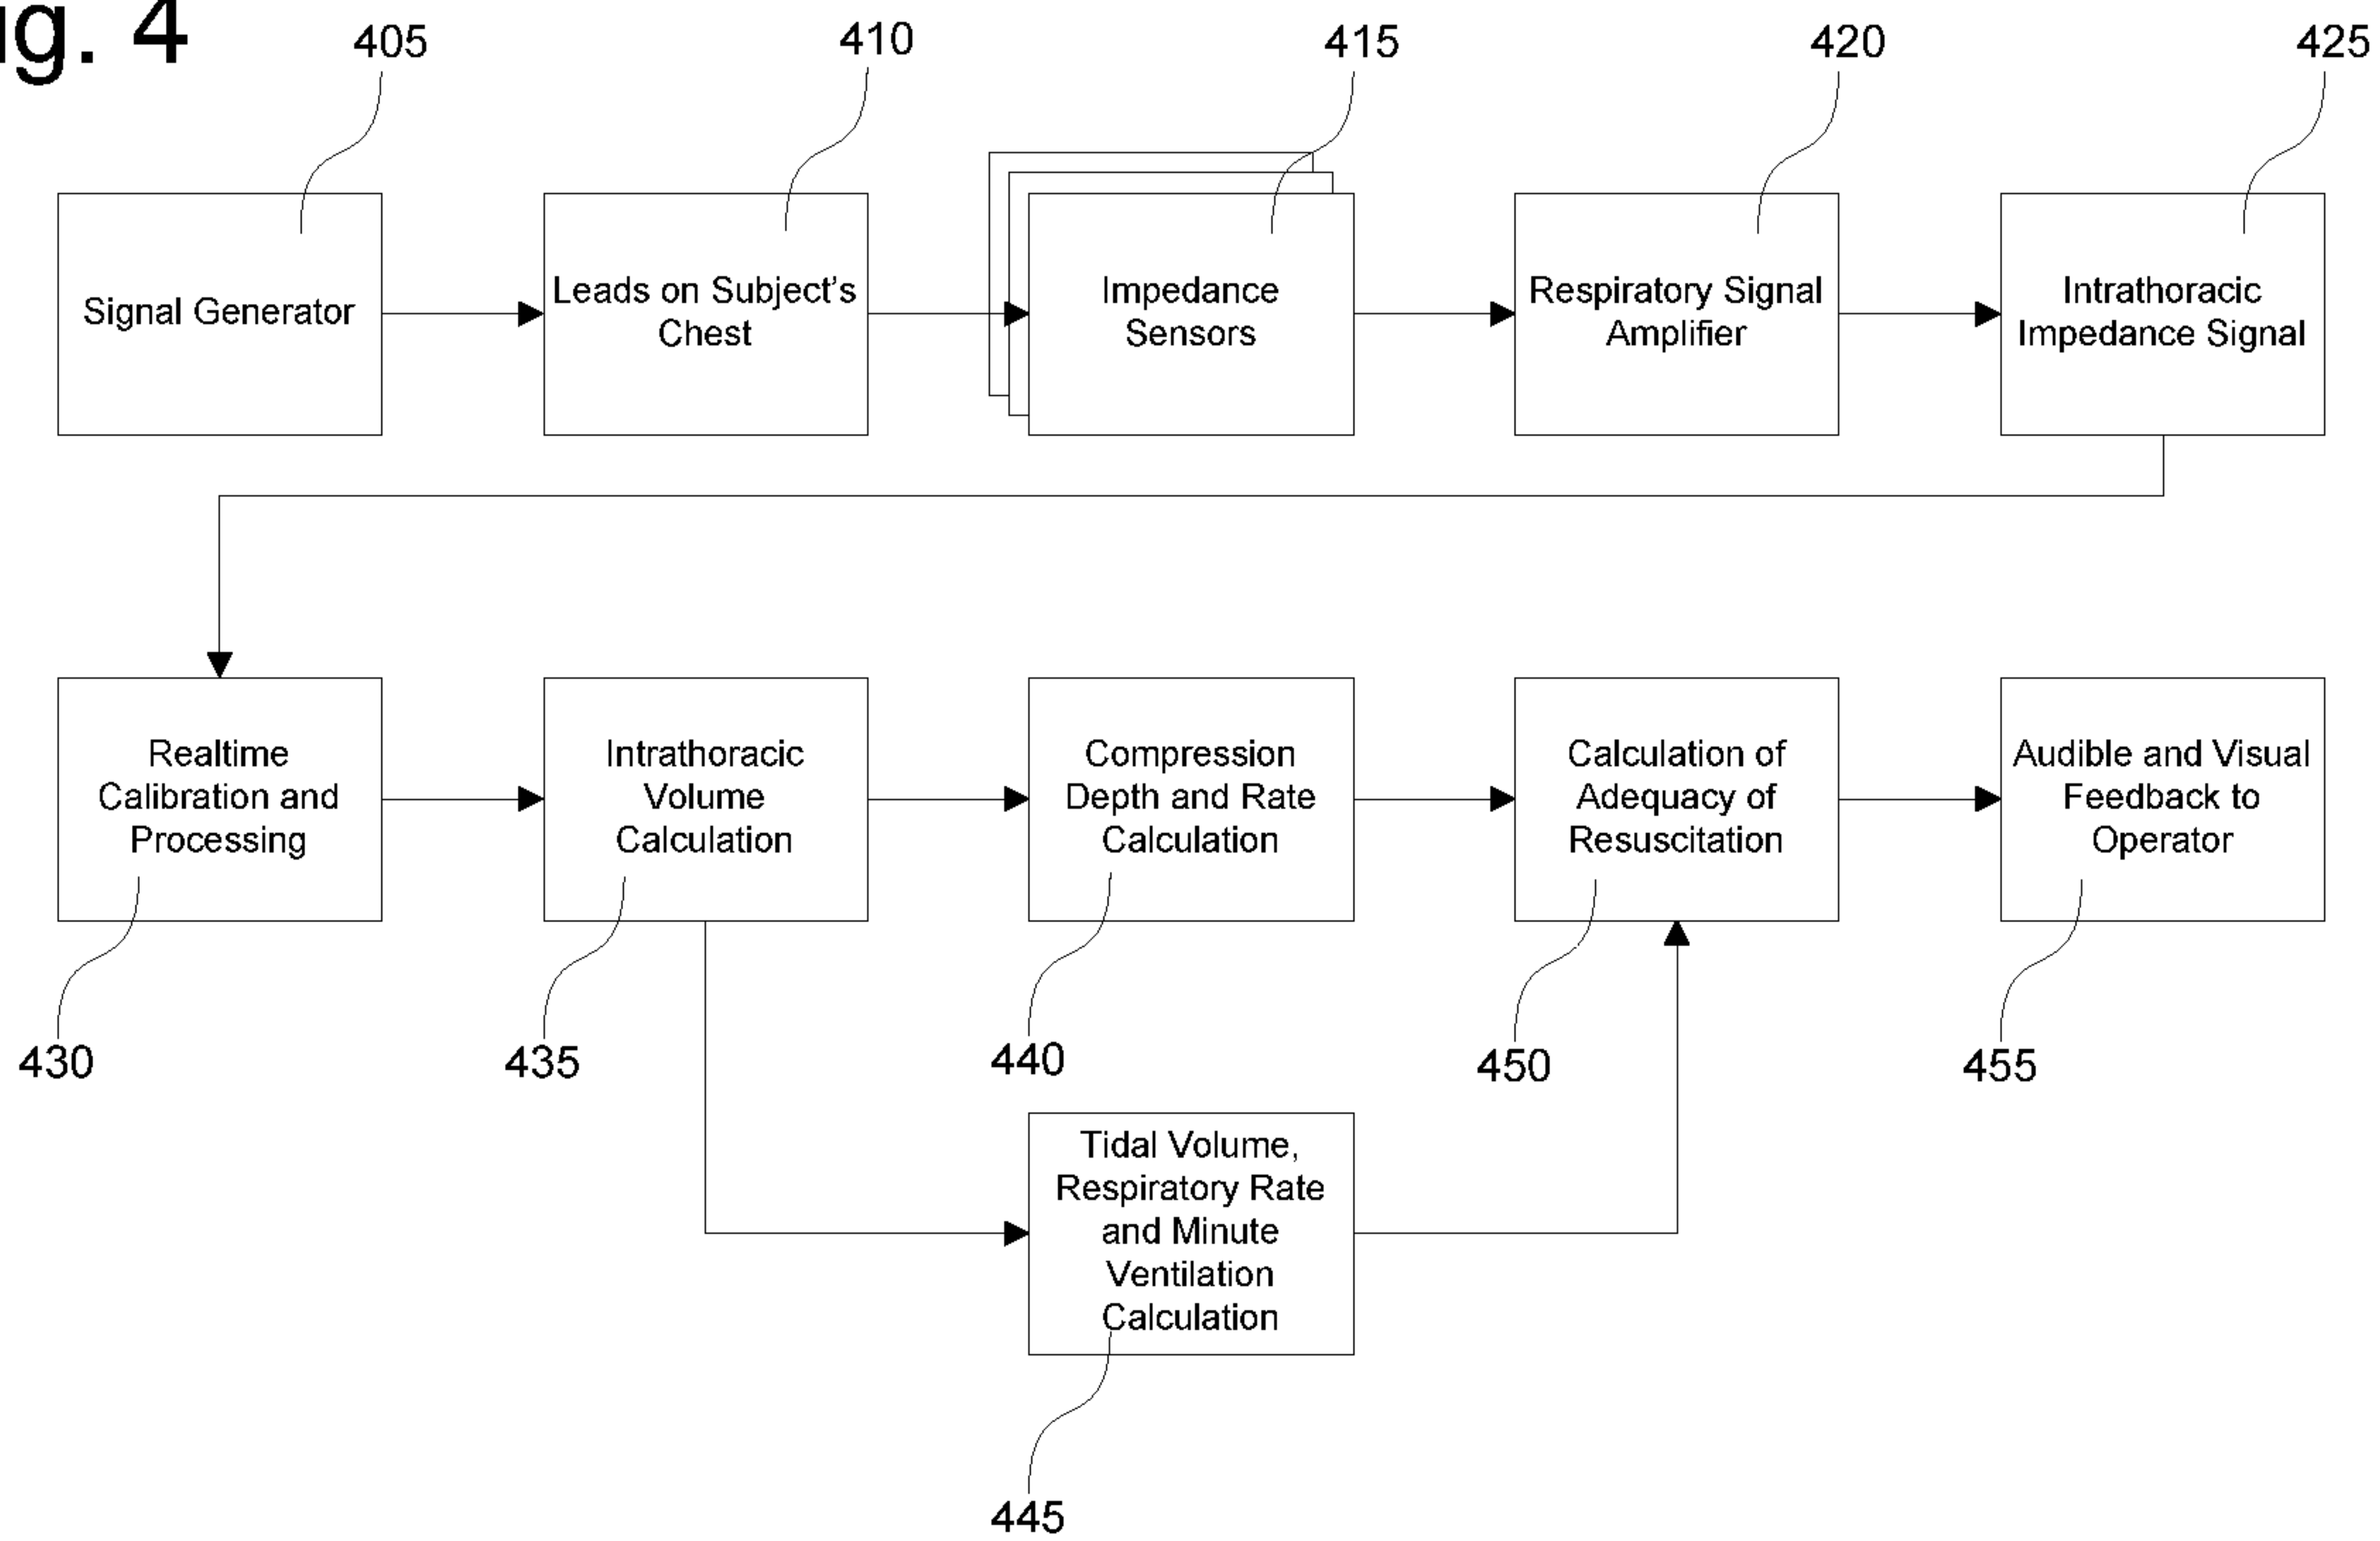 ig. 4
405
410
415
420
425
Signal Generator
Leads on Subject's
Chest
Impedance
Sensors
Respiratory Signal
Amplifier
Intrathoracic
Impedance Signal
Realtime
Calibration and
Processing
Intrathoracic
Volume
Calculation
Compression
Depth and Rate
Calculation
Calculation of
Adequacy of
Resuscitation
Audible and Visual
Feedback to
Operator
430
435
440
450
455
Tidal Volume,
Respiratory Rate
and Minute
Ventilation
Calculation
445